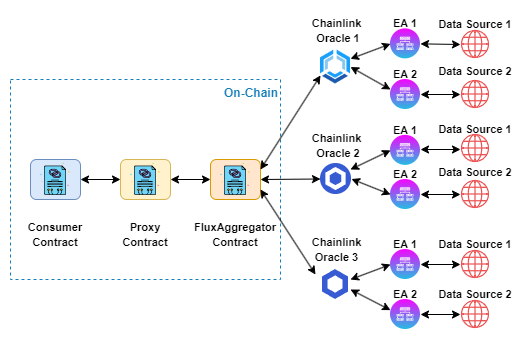 Chainlink
Oracle 1
EA 1
Data Source 1
EA 2
Data Source 2
On-Chain
Chainlink
Oracle 2
EA 1
Data Source 1
EA 2
Data Source 2
Consumer
Contract
Proxy
Contract
FluxAggregator
Contract
Chainlink
Oracle 3
EA 1
Data Source 1
EA 2
Data Source 2